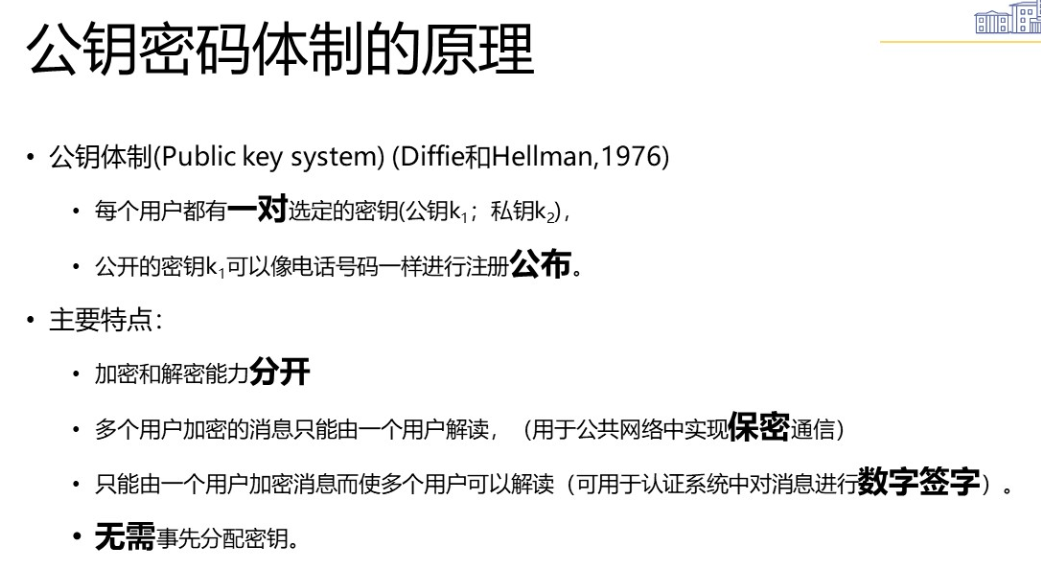 公钥密码体制的原理
• 公钥体制(Public key system) (Diffie和Hellman,1976)
• 每个用户都有一对选定的密钥(公钥k₁；私钥k₂),
• 公开的密钥k₁可以像电话号码一样进行注册公布。
• 主要特点：
• 加密和解密能力分开
• 多个用户加密的消息只能由一个用户解读，（用于公共网络中实现保密通信）
• 只能由一个用户加密消息而使多个用户可以解读（可用于认证系统中对消息进行数字签字）。
• 无需事先分配密钥。